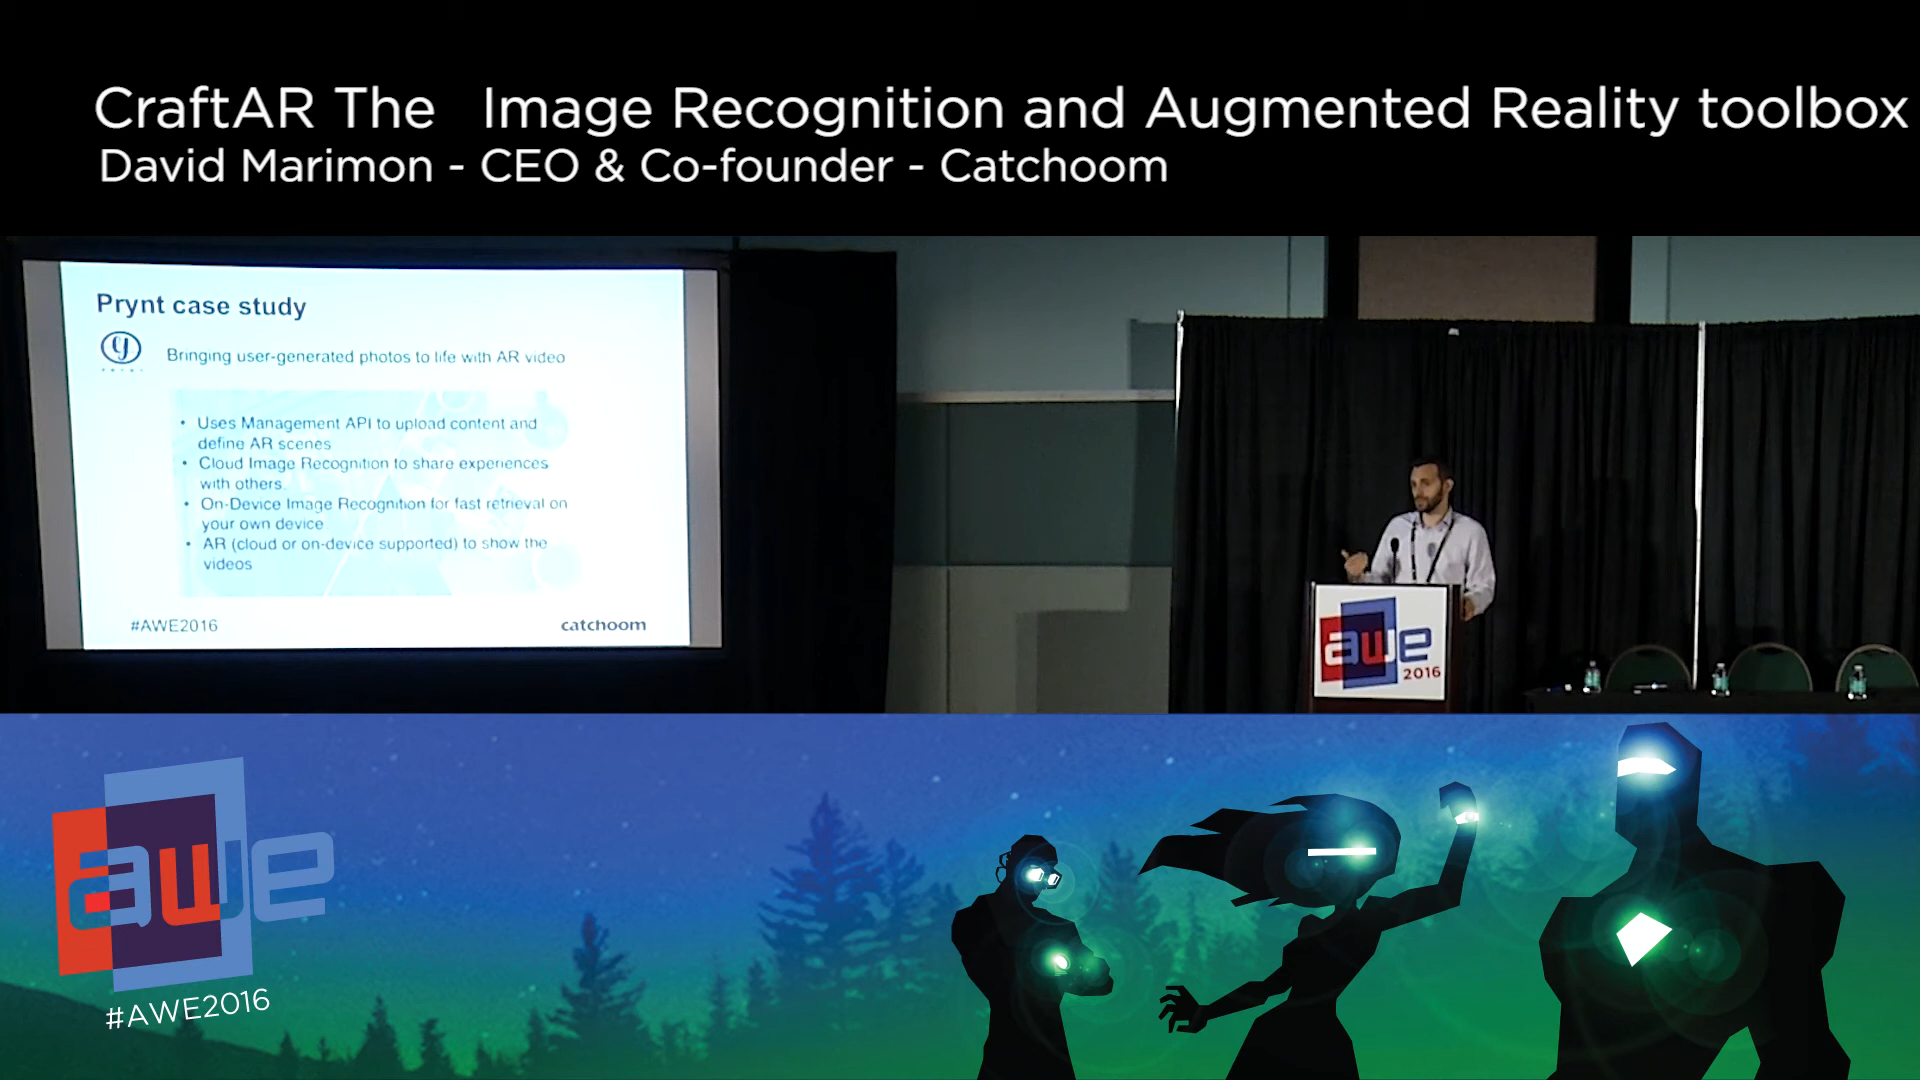 CraftAR The Image Recognition and Augmented Reality toolbox
David Marimon - CEO & Co-founder - Catchoom
Prynt case study
Bringing user-generated photos to life with AR video
• Uses Management API to upload content and
define AR scenes
• Cloud Image Recognition to share experiences
with others.
• On-Device Image Recognition for fast retrieval on
your own device
• AR (cloud or on-device supported) to show the
videos
#AWE2016
catchoom
awe
2016
awe
#AWE2016